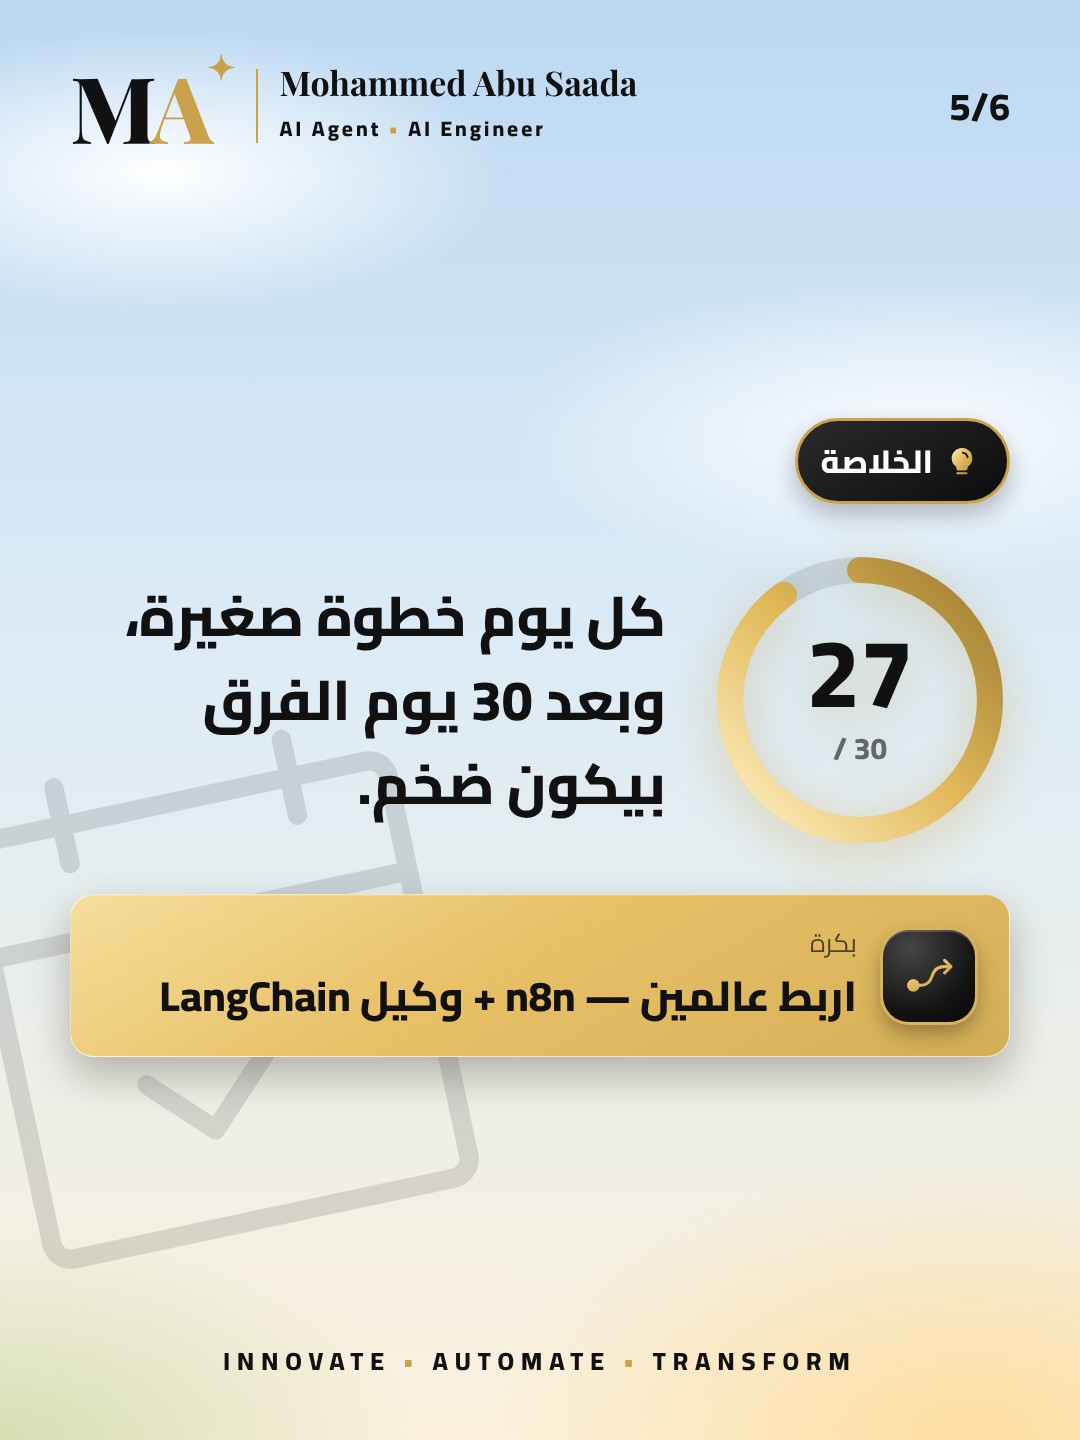 MA
Mohammed Abu Saada
AI Agent ▪ AI Engineer
5/6
الخلاصة
27
/ 30
كل يوم خطوة صغيرة،
وبعد 30 يوم الفرق
بيكون ضخم.
بكرة
اربط عالمين — n8n + وكيل LangChain
INNOVATE ▪ AUTOMATE ▪ TRANSFORM